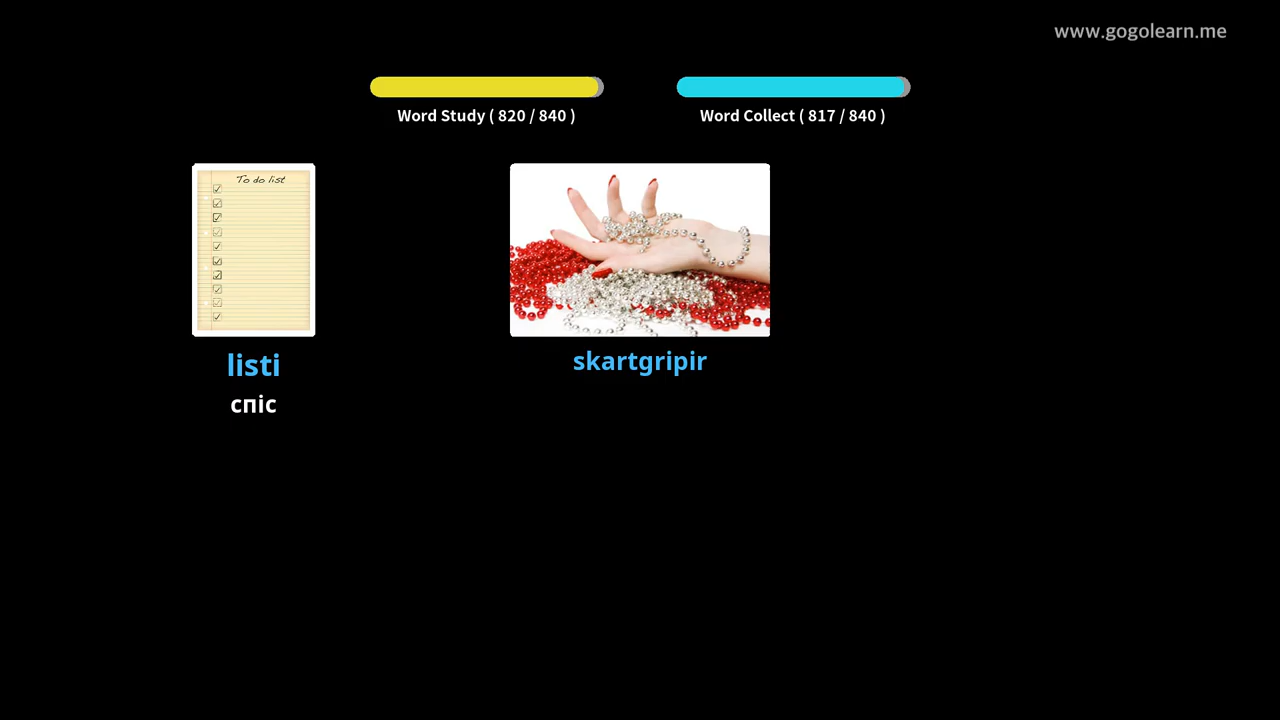 www.gogolearn.me
Word Study ( 820 / 840 )
Word Collect ( 817 / 840 )
To do list
listi
спіс
skartgripir